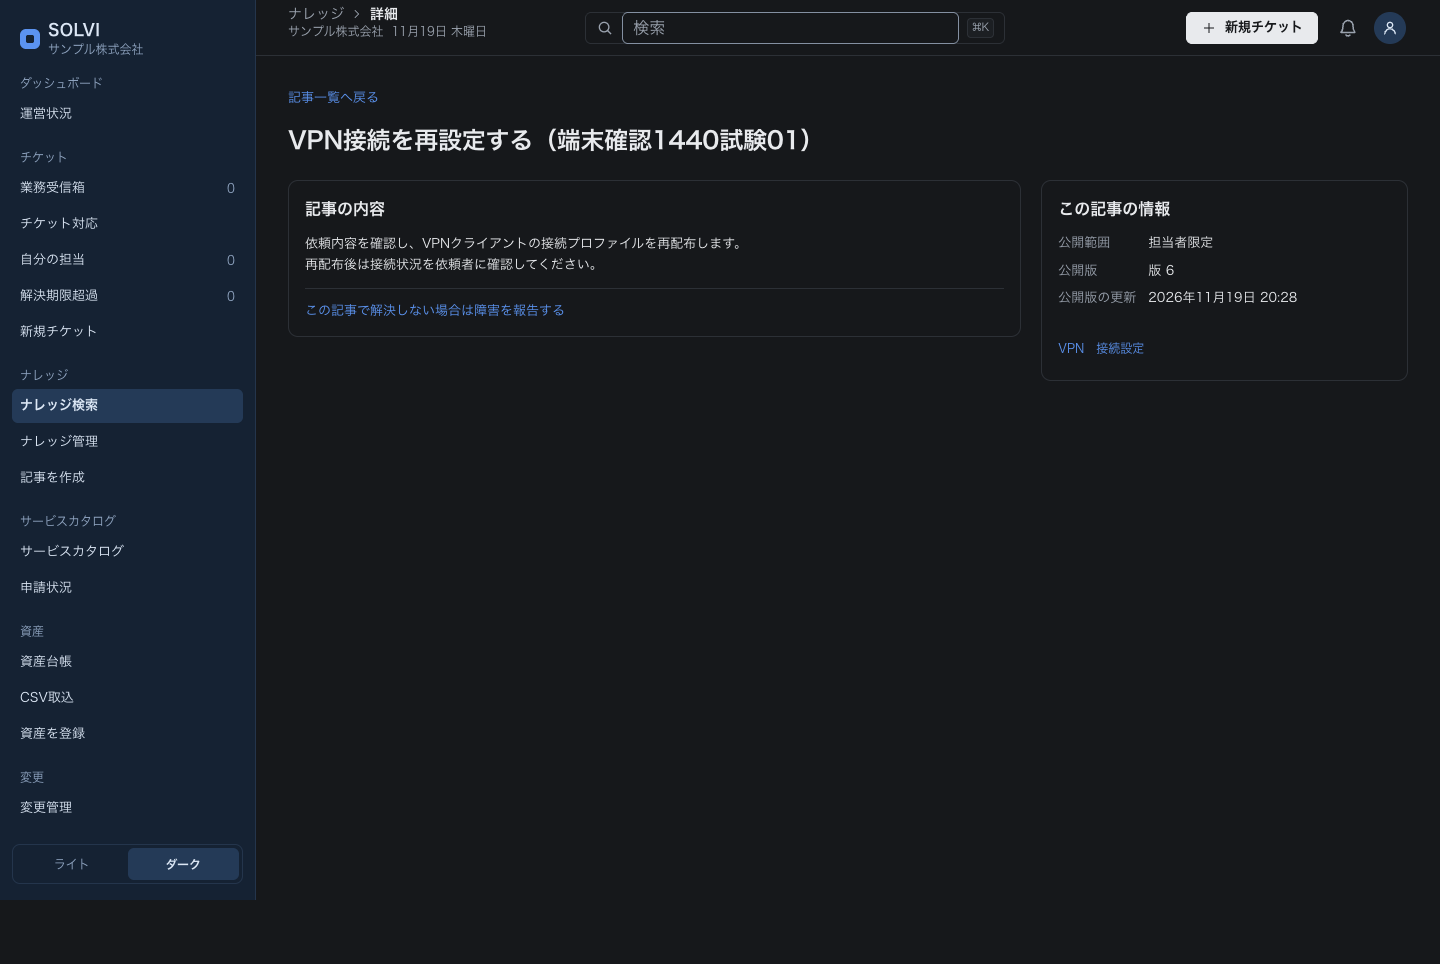 SOLVI
サンプル株式会社
ダッシュボード
運営状況
チケット
業務受信箱 0
チケット対応
自分の担当 0
解決期限超過 0
新規チケット
ナレッジ
ナレッジ検索
ナレッジ管理
記事を作成
サービスカタログ
サービスカタログ
申請状況
資産
資産台帳
CSV取込
資産を登録
変更
変更管理
ライト ダーク
ナレッジ > 詳細
サンプル株式会社 11月19日 木曜日
検索 ⌘K
+ 新規チケット
記事一覧へ戻る
VPN接続を再設定する（端末確認1440試験01）
記事の内容
依頼内容を確認し、VPNクライアントの接続プロファイルを再配布します。
再配布後は接続状況を依頼者に確認してください。
この記事で解決しない場合は障害を報告する
この記事の情報
公開範囲 担当者限定
公開版 版 6
公開版の更新 2026年11月19日 20:28
VPN 接続設定